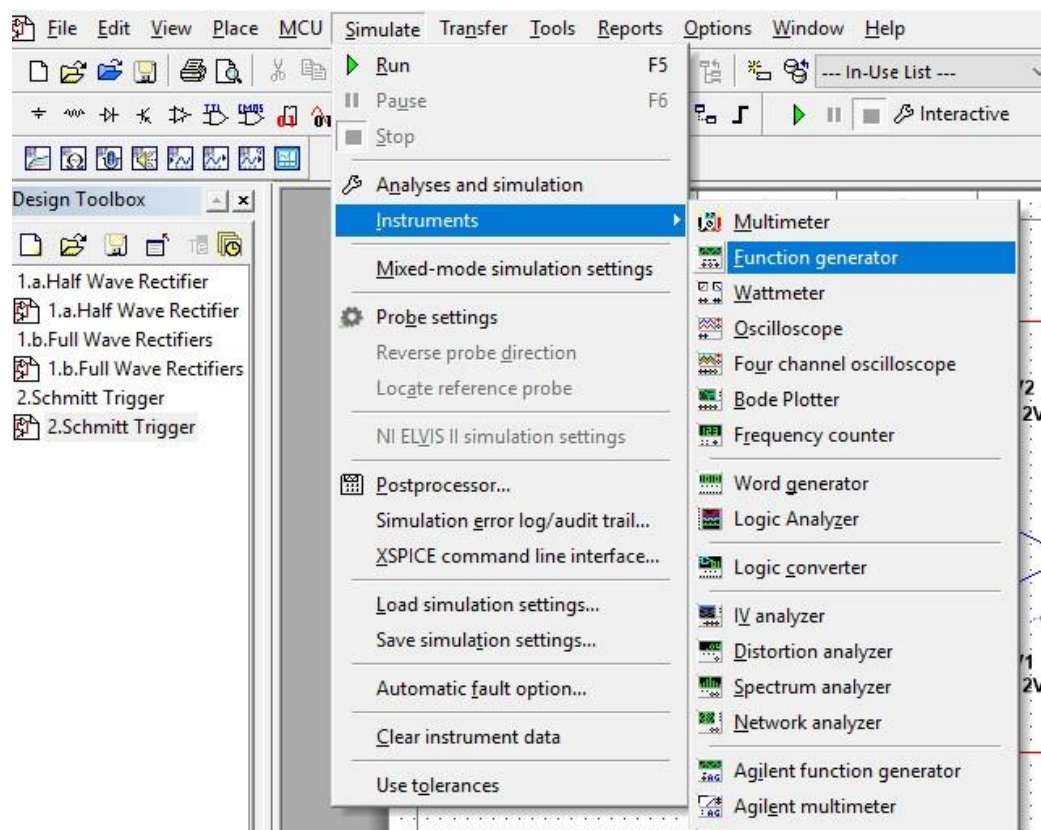 File Edit View Place MCU Simulate Transfer Tools Reports Options Window Help
--- In-Use List ---
Interactive
Design Toolbox
1.a.Half Wave Rectifier
1.a.Half Wave Rectifier
1.b.Full Wave Rectifiers
1.b.Full Wave Rectifiers
2.Schmitt Trigger
2.Schmitt Trigger
Run F5
Pause F6
Stop
Analyses and simulation
Instruments
Mixed-mode simulation settings
Probe settings
Reverse probe direction
Locate reference probe
NI ELVIS II simulation settings
Postprocessor...
Simulation error log/audit trail...
XSPICE command line interface...
Load simulation settings...
Save simulation settings...
Automatic fault option...
Clear instrument data
Use tolerances
Multimeter
Function generator
Wattmeter
Oscilloscope
Four channel oscilloscope
Bode Plotter
Frequency counter
Word generator
Logic Analyzer
Logic converter
IV analyzer
Distortion analyzer
Spectrum analyzer
Network analyzer
Agilent function generator
Agilent multimeter